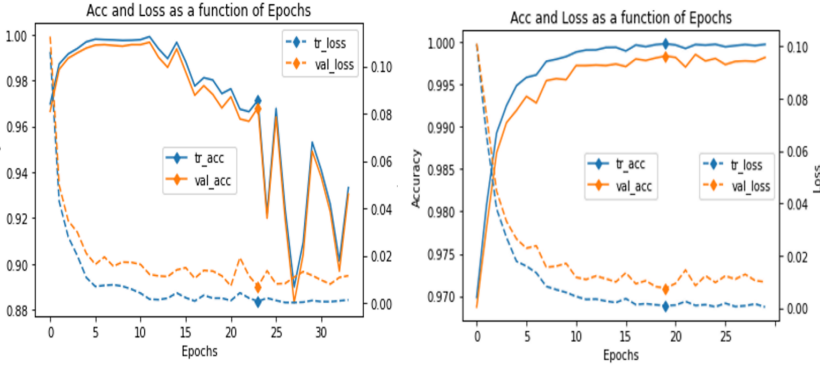 Acc and Loss as a function of Epochs
1.00
0.98
0.96
0.94
0.92
0.90
0.88
0.10
0.08
0.06
0.04
0.02
0.00
tr_loss
val_loss
tr_acc
val_acc
0 5 10 15 20 25 30
Epochs
Acc and Loss as a function of Epochs
Accuracy
1.000
0.995
0.990
0.985
0.980
0.975
0.970
tr_acc
val_acc
tr_loss
val_loss
0.10
0.08
0.06
0.04
0.02
0.00
Loss
0 5 10 15 20 25
Epochs